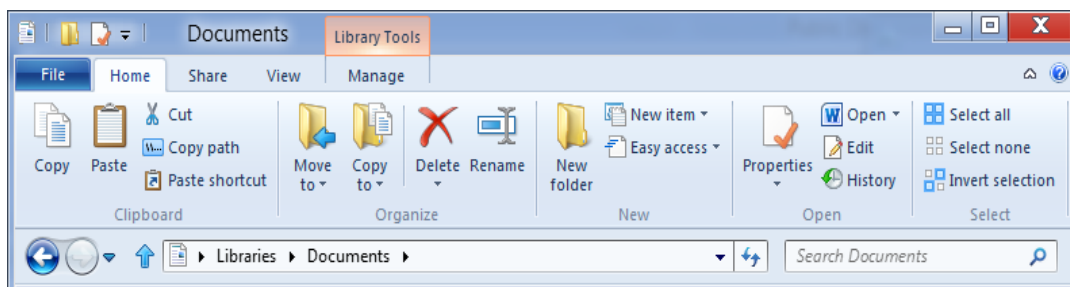 Documents Library Tools
File Home Share View Manage
Copy
Paste
Cut
Copy path
Paste shortcut
Clipboard
Move to
Copy to
Delete
Rename
Organize
New folder
New item
Easy access
New
Properties
Open
Edit
History
Open
Select all
Select none
Invert selection
Select
Libraries Documents
Search Documents